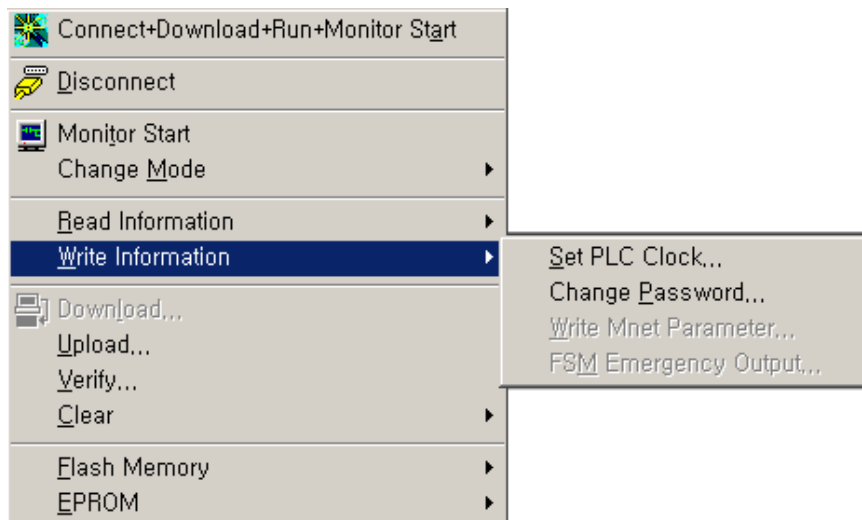 Connect+Download+Run+Monitor Start
Disconnect
Monitor Start
Change Mode
Read Information
Write Information
Set PLC Clock...
Change Password...
Write Mnet Parameter...
FSM Emergency Output...
Download...
Upload...
Verify...
Clear
Flash Memory
EPROM